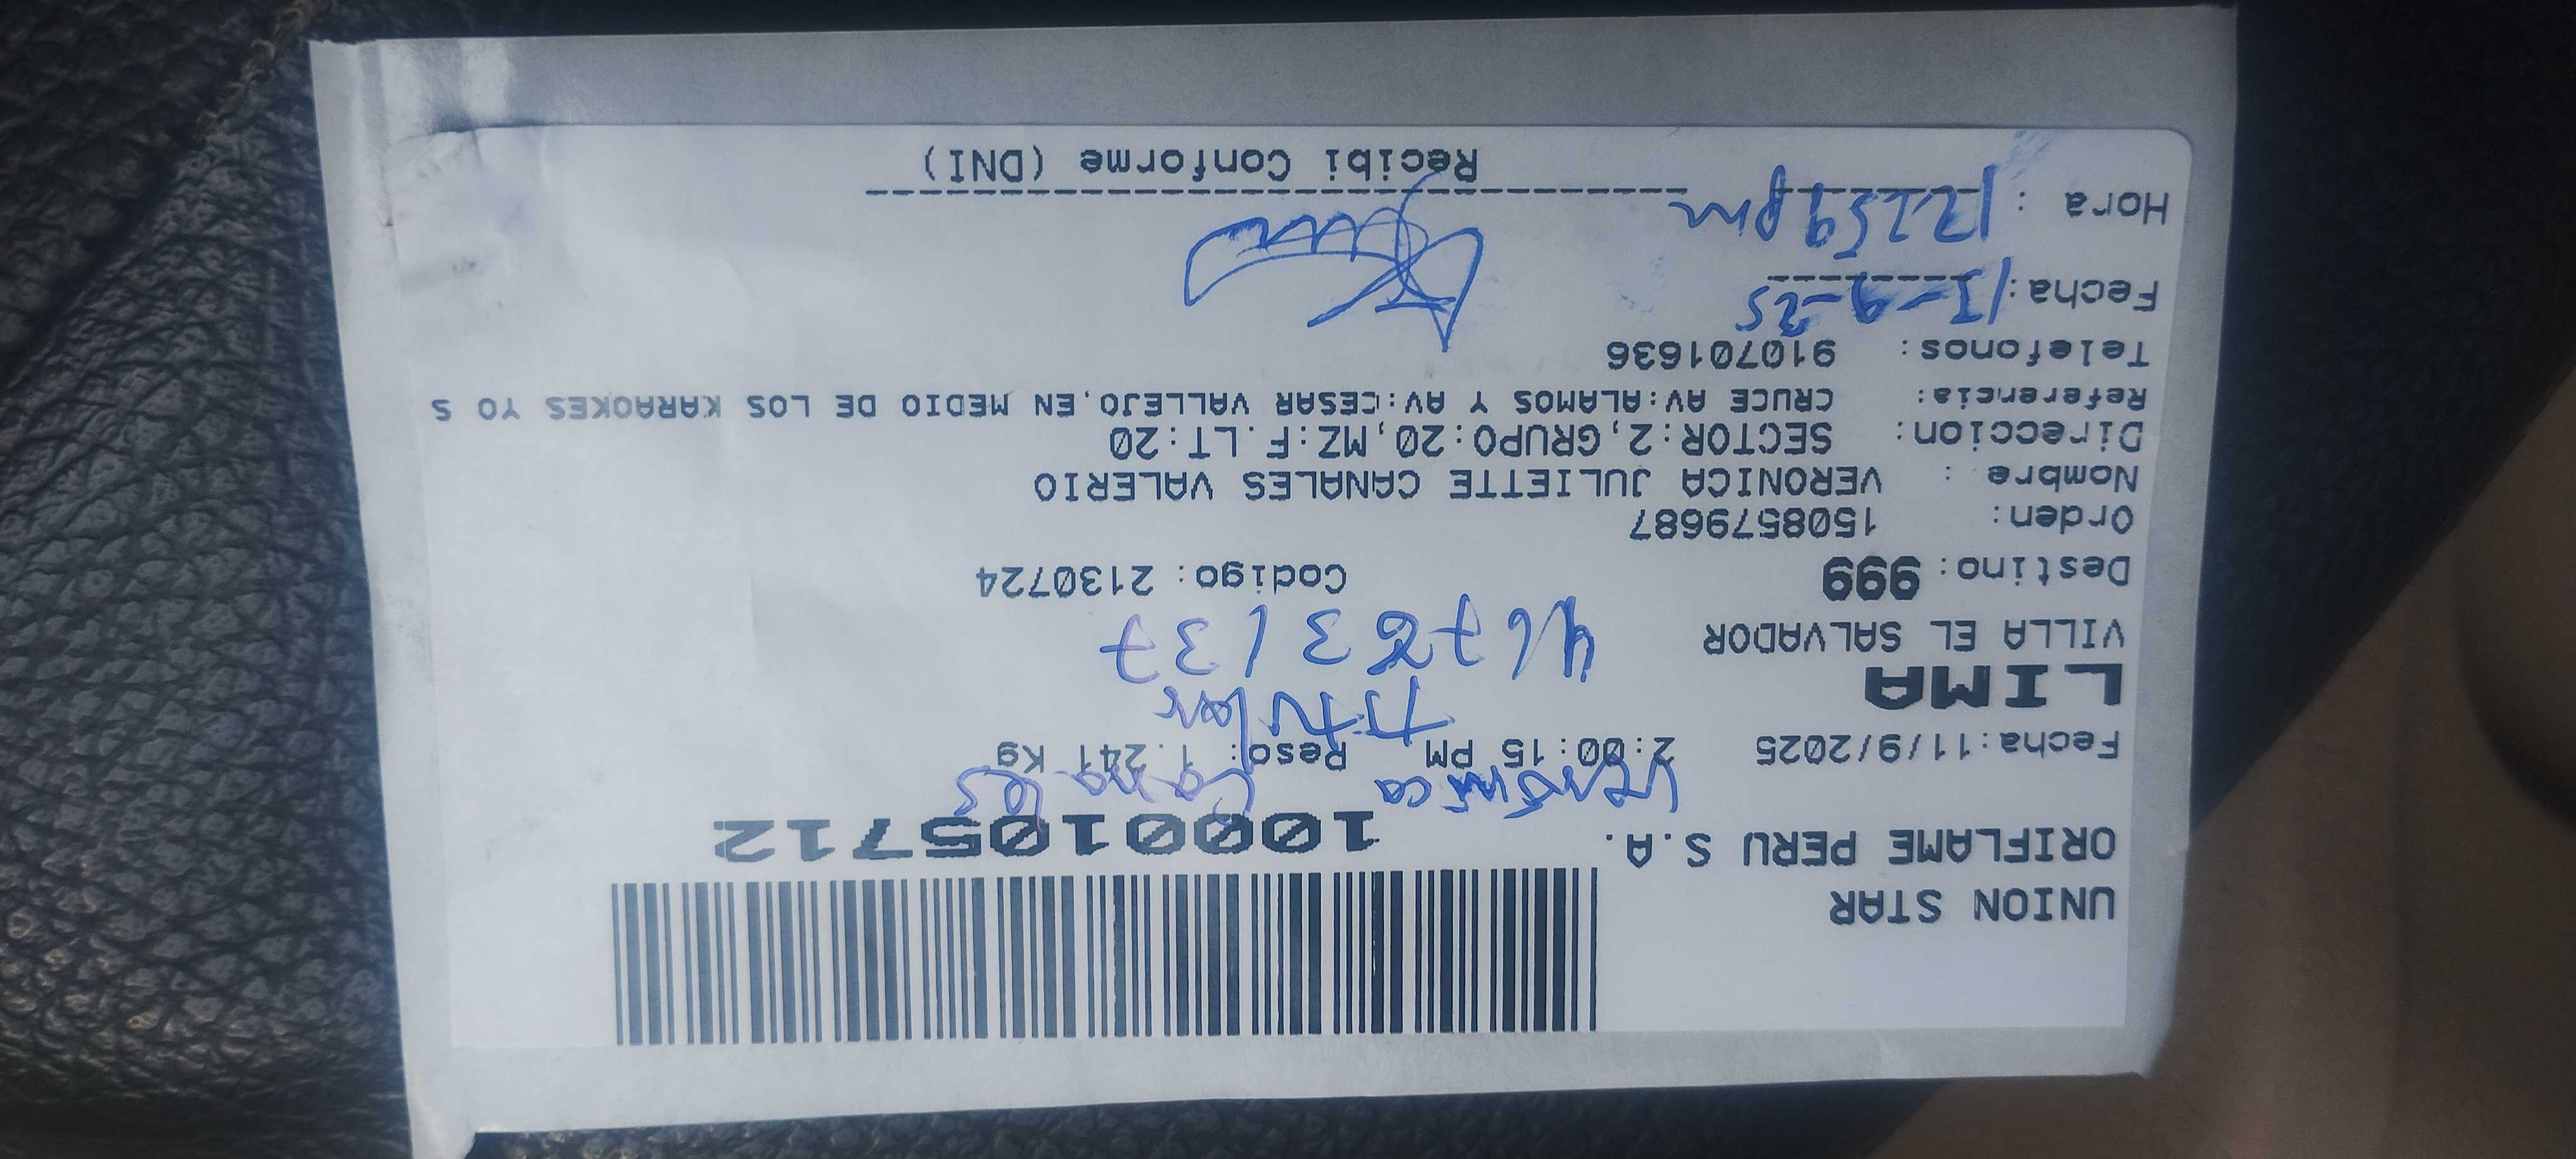 UNION STAR
ORIFLAME PERU S.A.
1000105712
Veronica Canales
Fecha:11/9/2025 2:00:15 PM Peso: 1.241 Kg
Titular
LIMA
VILLA EL SALVADOR
46783137
Destino: 999 Codigo: 2130724
Orden: 1508579687
Nombre : VERONICA JULIETTE CANALES VALERIO
Direccion: SECTOR:2,GRUPO:20,MZ:F.LT:20
Referencia: CRUCE AV:ALAMOS Y AV:CESAR VALLEJO,EN MEDIO DE LOS KARAOKES YO S
Telefonos: 910701636
Fecha: 13-9-25
Hora : 12:59pm
Recibi Conforme (DNI)